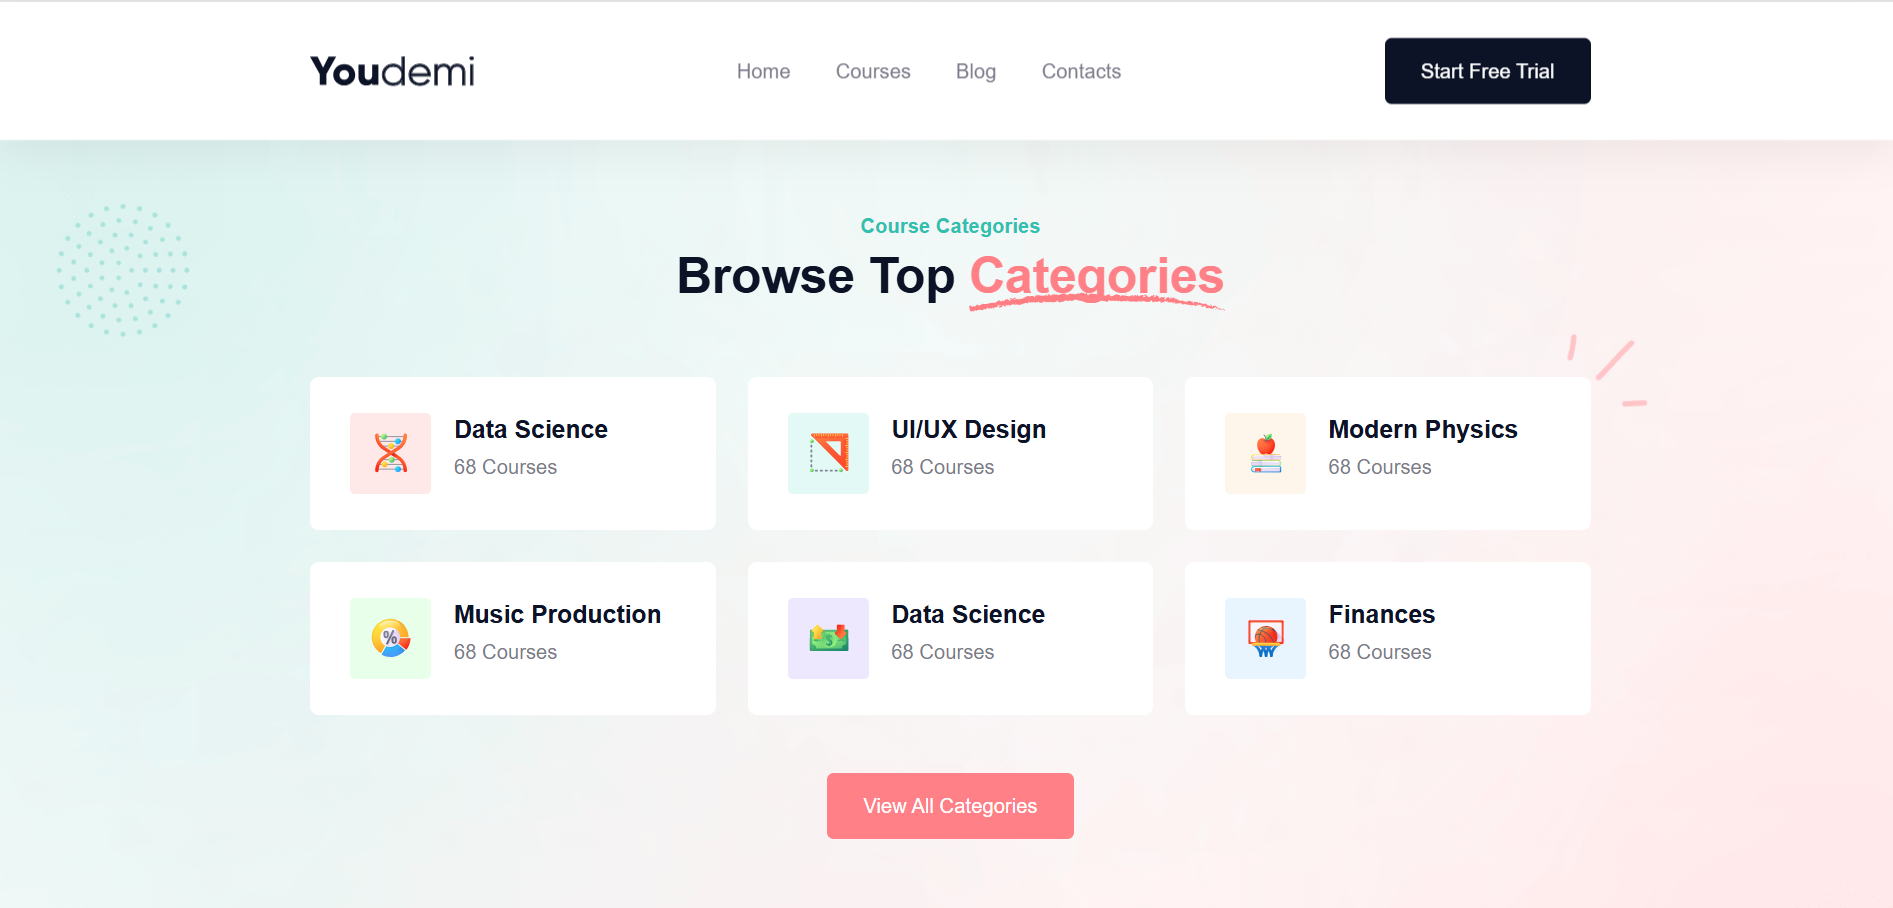 Youdemi
Home Courses Blog Contacts
Start Free Trial
Course Categories
Browse Top Categories
Data Science
68 Courses
UI/UX Design
68 Courses
Modern Physics
68 Courses
Music Production
68 Courses
Data Science
68 Courses
Finances
68 Courses
View All Categories